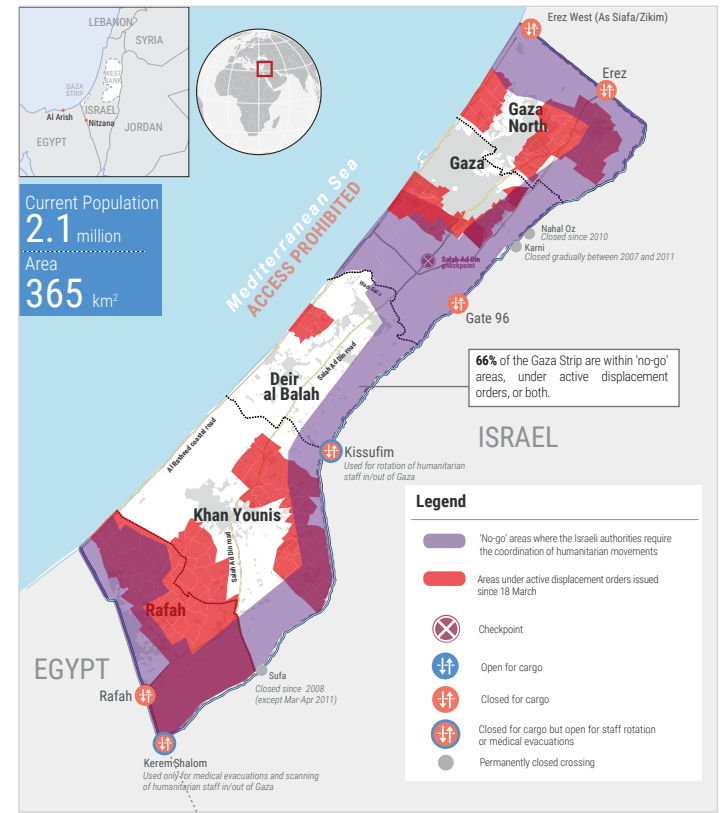 LEBANON
SYRIA
WEST
BANK
GAZA
STRIP
ISRAEL
Al Arish
Nitzana
JORDAN
EGYPT
Current Population
2.1 million
Area
365 km²
Mediterranean Sea
ACCESS PROHIBITED
Erez West (As Siafa/Zikim)
Erez
Gaza
North
Gaza
Nahal Oz
Closed since 2010
Karni
Closed gradually between 2007 and 2011
Salah Ad Din
checkpoint
Gate 96
Wadi Gaza
Salah Ad Din road
Deir
al Balah
66% of the Gaza Strip are within 'no-go'
areas, under active displacement
orders, or both.
ISRAEL
Al Rasheed coastal road
Kissufim
Used for rotation of humanitarian
staff in/out of Gaza
Khan Younis
Salah Ad Din road
Rafah
EGYPT
Rafah
Sufa
Closed since 2008
(except Mar-Apr 2011)
Kerem Shalom
Used only for medical evacuations and scanning
of humanitarian staff in/out of Gaza
Legend
'No-go' areas where the Israeli authorities require
the coordination of humanitarian movements
Areas under active displacement orders issued
since 18 March
Checkpoint
Open for cargo
Closed for cargo
Closed for cargo but open for staff rotation
or medical evacuations
Permanently closed crossing